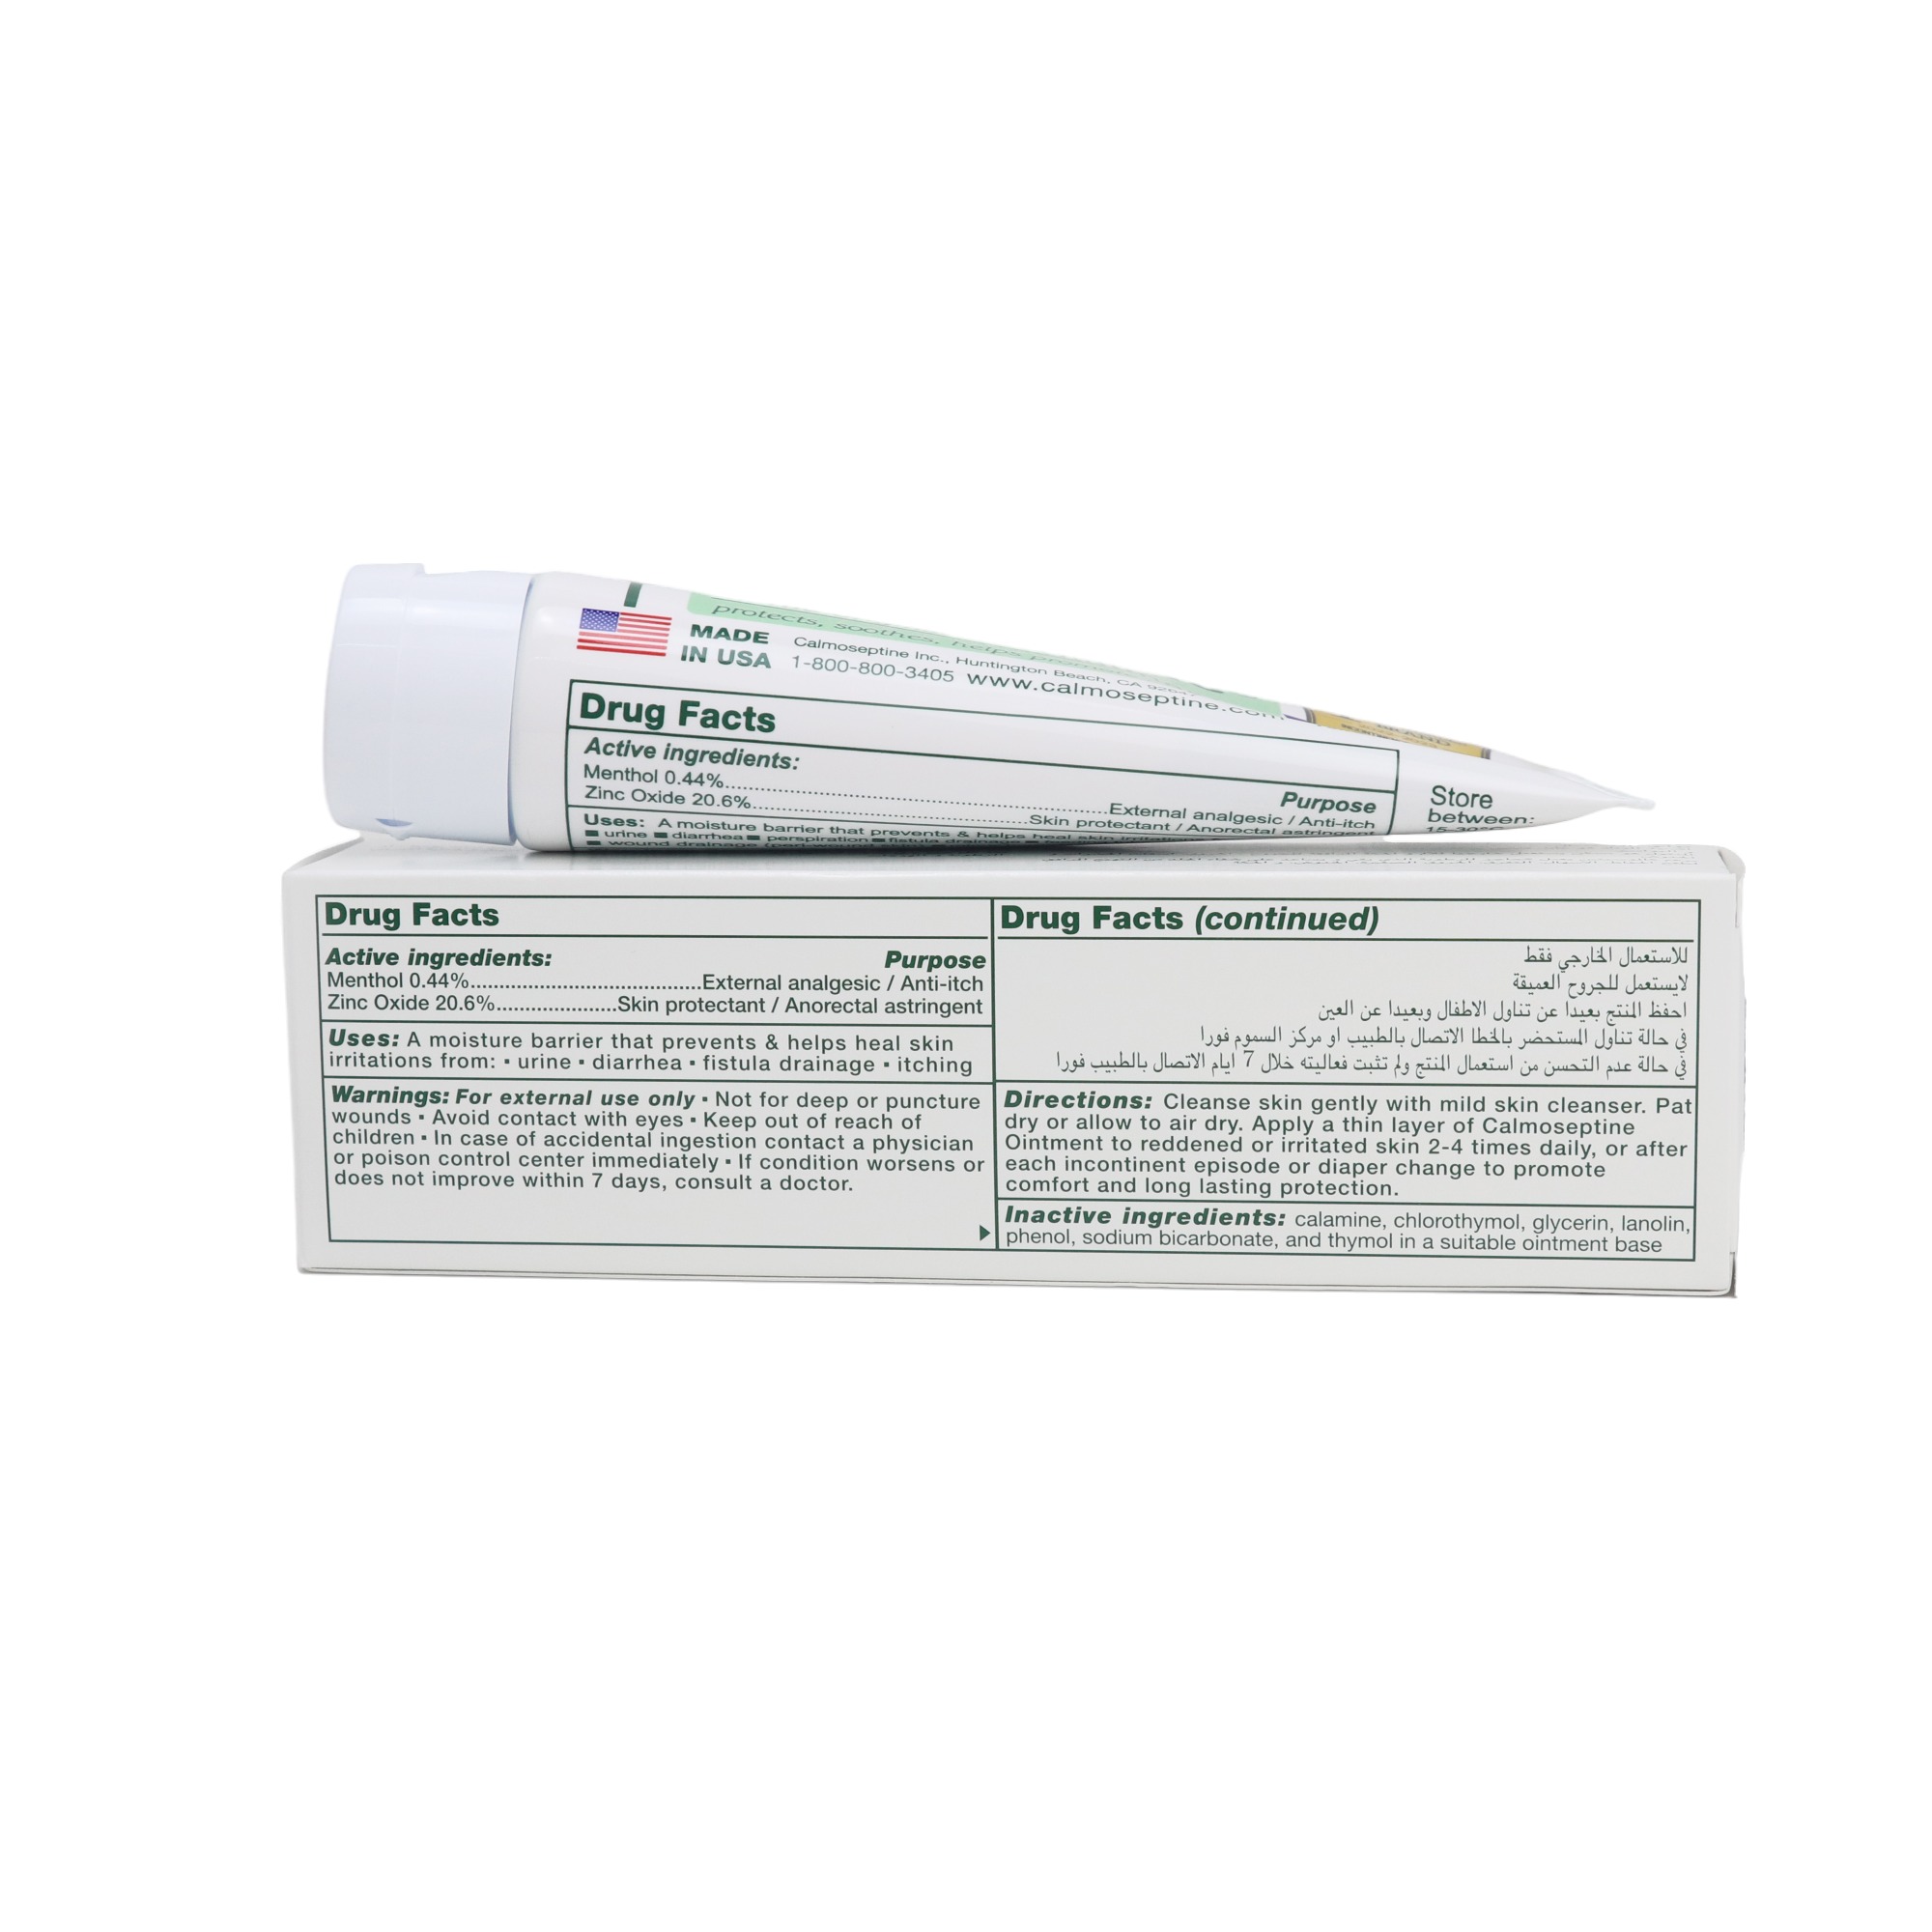 protects, soothes, helps
MADE
IN USA
Calmoseptine Inc., Huntington Beach, CA
1-800-800-3405 www.calmoseptine.com
Drug Facts
Active ingredients:
Purpose
Menthol 0.44%..........External analgesic / Anti-itch
Zinc Oxide 20.6%..........Skin protectant / Anorectal astringent
Uses: A moisture barrier that prevents & helps heal skin
▪ urine ▪ diarrhea ▪ perspiration ▪ fistula drainage
▪ wound drainage
Store
between:
Drug Facts
Active ingredients: Purpose
Menthol 0.44%..........External analgesic / Anti-itch
Zinc Oxide 20.6%..........Skin protectant / Anorectal astringent
Uses: A moisture barrier that prevents & helps heal skin
irritations from: ▪ urine ▪ diarrhea ▪ fistula drainage ▪ itching
Warnings: For external use only ▪ Not for deep or puncture
wounds ▪ Avoid contact with eyes ▪ Keep out of reach of
children ▪ In case of accidental ingestion contact a physician
or poison control center immediately ▪ If condition worsens or
does not improve within 7 days, consult a doctor.
Drug Facts (continued)
للاستعمال الخارجي فقط
لايستعمل للجروح العميقة
احفظ المنتج بعيدا عن تناول الاطفال وبعيدا عن العين
في حالة تناول المستحضر بالخطا الاتصال بالطبيب او مركز السموم فورا
في حالة عدم التحسن من استعمال المنتج ولم تثبت فعاليته خلال 7 ايام الاتصال بالطبيب فورا
Directions: Cleanse skin gently with mild skin cleanser. Pat
dry or allow to air dry. Apply a thin layer of Calmoseptine
Ointment to reddened or irritated skin 2-4 times daily, or after
each incontinent episode or diaper change to promote
comfort and long lasting protection.
Inactive ingredients: calamine, chlorothymol, glycerin, lanolin,
phenol, sodium bicarbonate, and thymol in a suitable ointment base